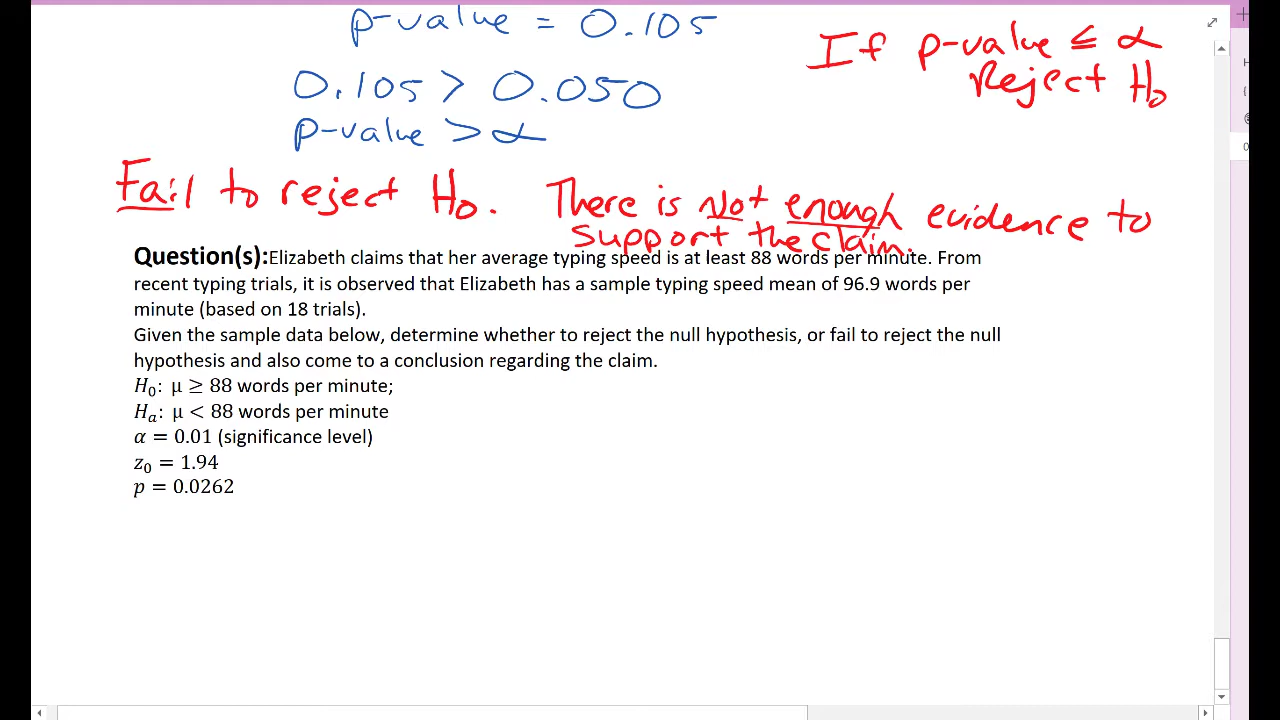 p-value = 0.105
If p-value ≤ α
Reject H₀
0.105 > 0.050
p-value > α
Fail to reject H₀. There is not enough evidence to
support the claim.
Question(s):Elizabeth claims that her average typing speed is at least 88 words per minute. From
recent typing trials, it is observed that Elizabeth has a sample typing speed mean of 96.9 words per
minute (based on 18 trials).
Given the sample data below, determine whether to reject the null hypothesis, or fail to reject the null
hypothesis and also come to a conclusion regarding the claim.
H₀: μ ≥ 88 words per minute;
Hₐ: μ < 88 words per minute
α = 0.01 (significance level)
z₀ = 1.94
p = 0.0262